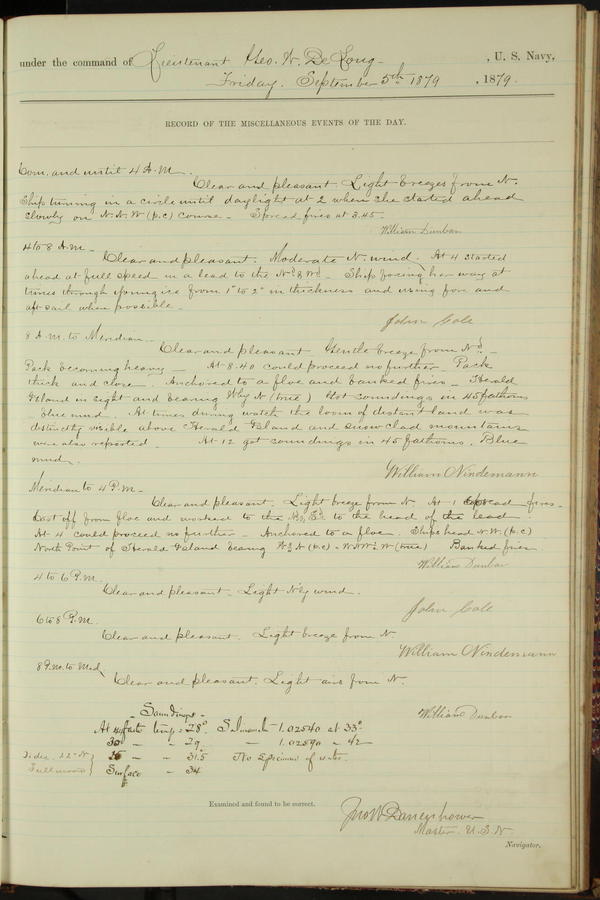 under the command of Lieutenant Geo. W. De Long , U. S. Navy,
Friday. September 5th 1879 , 1879.
RECORD OF THE MISCELLANEOUS EVENTS OF THE DAY.
Com. and until 4 A.M.
Clear and pleasant. Light breezes from N.
Ship turning in a circle until daylight at 2 when she started ahead
slowly on N.N.W (p.c) course - Spread fires at 3.45 -
William Dunbar
4 to 8 A.M -
Clear and pleasant. Moderate N. wind. At 4 started
ahead at full speed in a lead to the Nd & Wd - Ship forcing her way at
times through young ice from 1" to 2" in thickness and using fore and
aft sail when possible -
John Cole
8 A.M. to Meridian -
Clear and pleasant Gentle breeze from Nd -
Pack becoming heavy - At 8.40 could proceed no further - Pack
thick and close - Anchored to a floe and banked fires - Herald
Island in sight and bearing N (true) Got soundings in 45 fathoms
Blue mud. At times during watch the loom of distant land was
distinctly visible above Herald Island and snow clad mountains
were also reported - At 12 got soundings in 45 fathoms. Blue
mud.
William Nindemann
Meridian to 4 P.M -
Clear and pleasant. Light breeze from N. At 1 spread fires -
Cast off from floe and worked to the to the head of the lead
At 4 could proceed no further - Anchored to a floe. Ships head N.W. (p.c)
North Point of Herald Island bearing (p.c) - W (true) Banked fires
William Dunbar
4 to 6 P.M.
Clear and pleasant - Light N'ly wind.
John Cole
6 to 8 P.M.
Clear and pleasant. Light breeze from N.
William Nindemann
8 P.M. to Mid
Clear and pleasant. Light airs from N.
Soundings -
William Dunbar
At fath temp = 28° 1.02540 at 33°
30 - - 29 - 1.02590 - 42
- - 31.5 No specimen of water.
Surface - 34
Examined and found to be correct.
Jno W Danenhower
Master. U.S.N.
Navigator.